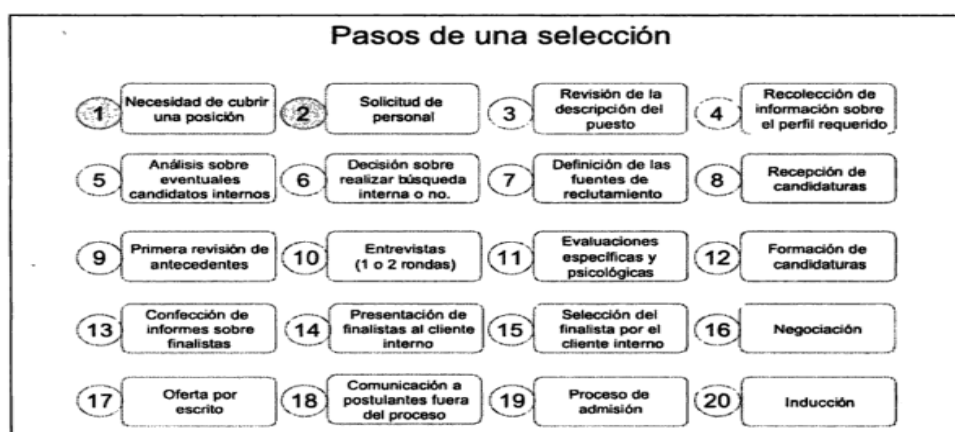 Pasos de una selección
1
Necesidad de cubrir
una posición
2
Solicitud de
personal
3
Revisión de la
descripción del
puesto
4
Recolección de
información sobre
el perfil requerido
5
Análisis sobre
eventuales
candidatos internos
6
Decisión sobre
realizar búsqueda
interna o no.
7
Definición de las
fuentes de
reclutamiento
8
Recepción de
candidaturas
9
Primera revisión de
antecedentes
10
Entrevistas
(1 o 2 rondas)
11
Evaluaciones
específicas y
psicológicas
12
Formación de
candidaturas
13
Confección de
informes sobre
finalistas
14
Presentación de
finalistas al cliente
interno
15
Selección del
finalista por el
cliente interno
16
Negociación
17
Oferta por
escrito
18
Comunicación a
postulantes fuera
del proceso
19
Proceso de
admisión
20
Inducción